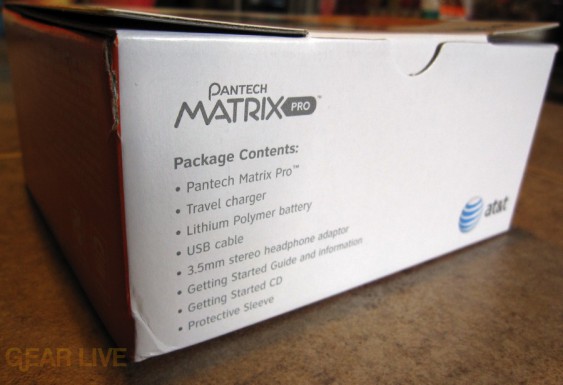 PANTECH
MATRIX PRO™
Package Contents:
• Pantech Matrix Pro™
• Travel charger
• Lithium Polymer battery
• USB cable
• 3.5mm stereo headphone adaptor
• Getting Started Guide and information
• Getting Started CD
• Protective Sleeve
at&t
GEAR LIVE